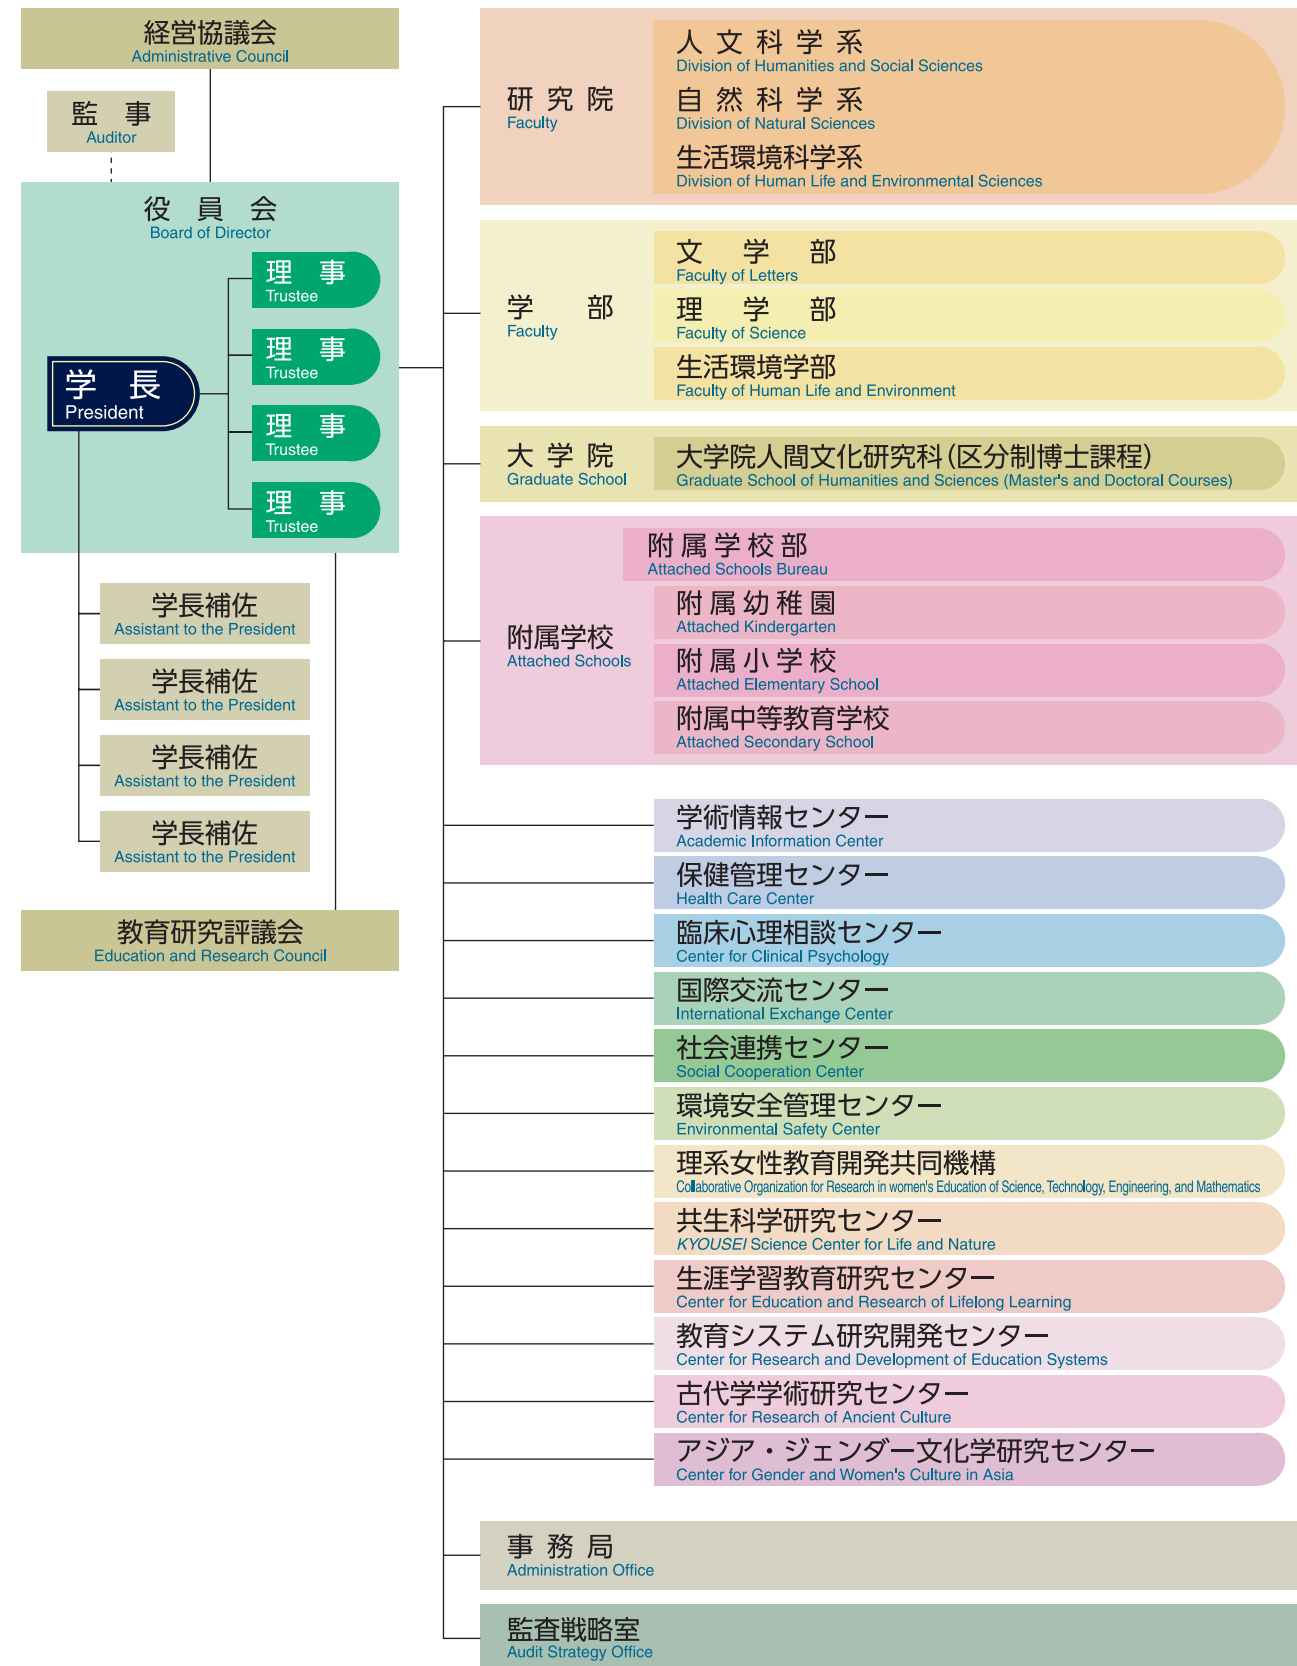 経営協議会
Administrative Council
監事
Auditor
役員会
Board of Director
理事
Trustee
理事
Trustee
学長
President
理事
Trustee
理事
Trustee
学長補佐
Assistant to the President
学長補佐
Assistant to the President
学長補佐
Assistant to the President
学長補佐
Assistant to the President
教育研究評議会
Education and Research Council
研究院
Faculty
人文科学系
Division of Humanities and Social Sciences
自然科学系
Division of Natural Sciences
生活環境科学系
Division of Human Life and Environmental Sciences
学部
Faculty
文学部
Faculty of Letters
理学部
Faculty of Science
生活環境学部
Faculty of Human Life and Environment
大学院
Graduate School
大学院人間文化研究科(区分制博士課程)
Graduate School of Humanities and Sciences (Master's and Doctoral Courses)
附属学校
Attached Schools
附属学校部
Attached Schools Bureau
附属幼稚園
Attached Kindergarten
附属小学校
Attached Elementary School
附属中等教育学校
Attached Secondary School
学術情報センター
Academic Information Center
保健管理センター
Health Care Center
臨床心理相談センター
Center for Clinical Psychology
国際交流センター
International Exchange Center
社会連携センター
Social Cooperation Center
環境安全管理センター
Environmental Safety Center
理系女性教育開発共同機構
Collaborative Organization for Research in women's Education of Science, Technology, Engineering, and Mathematics
共生科学研究センター
KYOUSEI Science Center for Life and Nature
生涯学習教育研究センター
Center for Education and Research of Lifelong Learning
教育システム研究開発センター
Center for Research and Development of Education Systems
古代学学術研究センター
Center for Research of Ancient Culture
アジア・ジェンダー文化学研究センター
Center for Gender and Women's Culture in Asia
事務局
Administration Office
監査戦略室
Audit Strategy Office